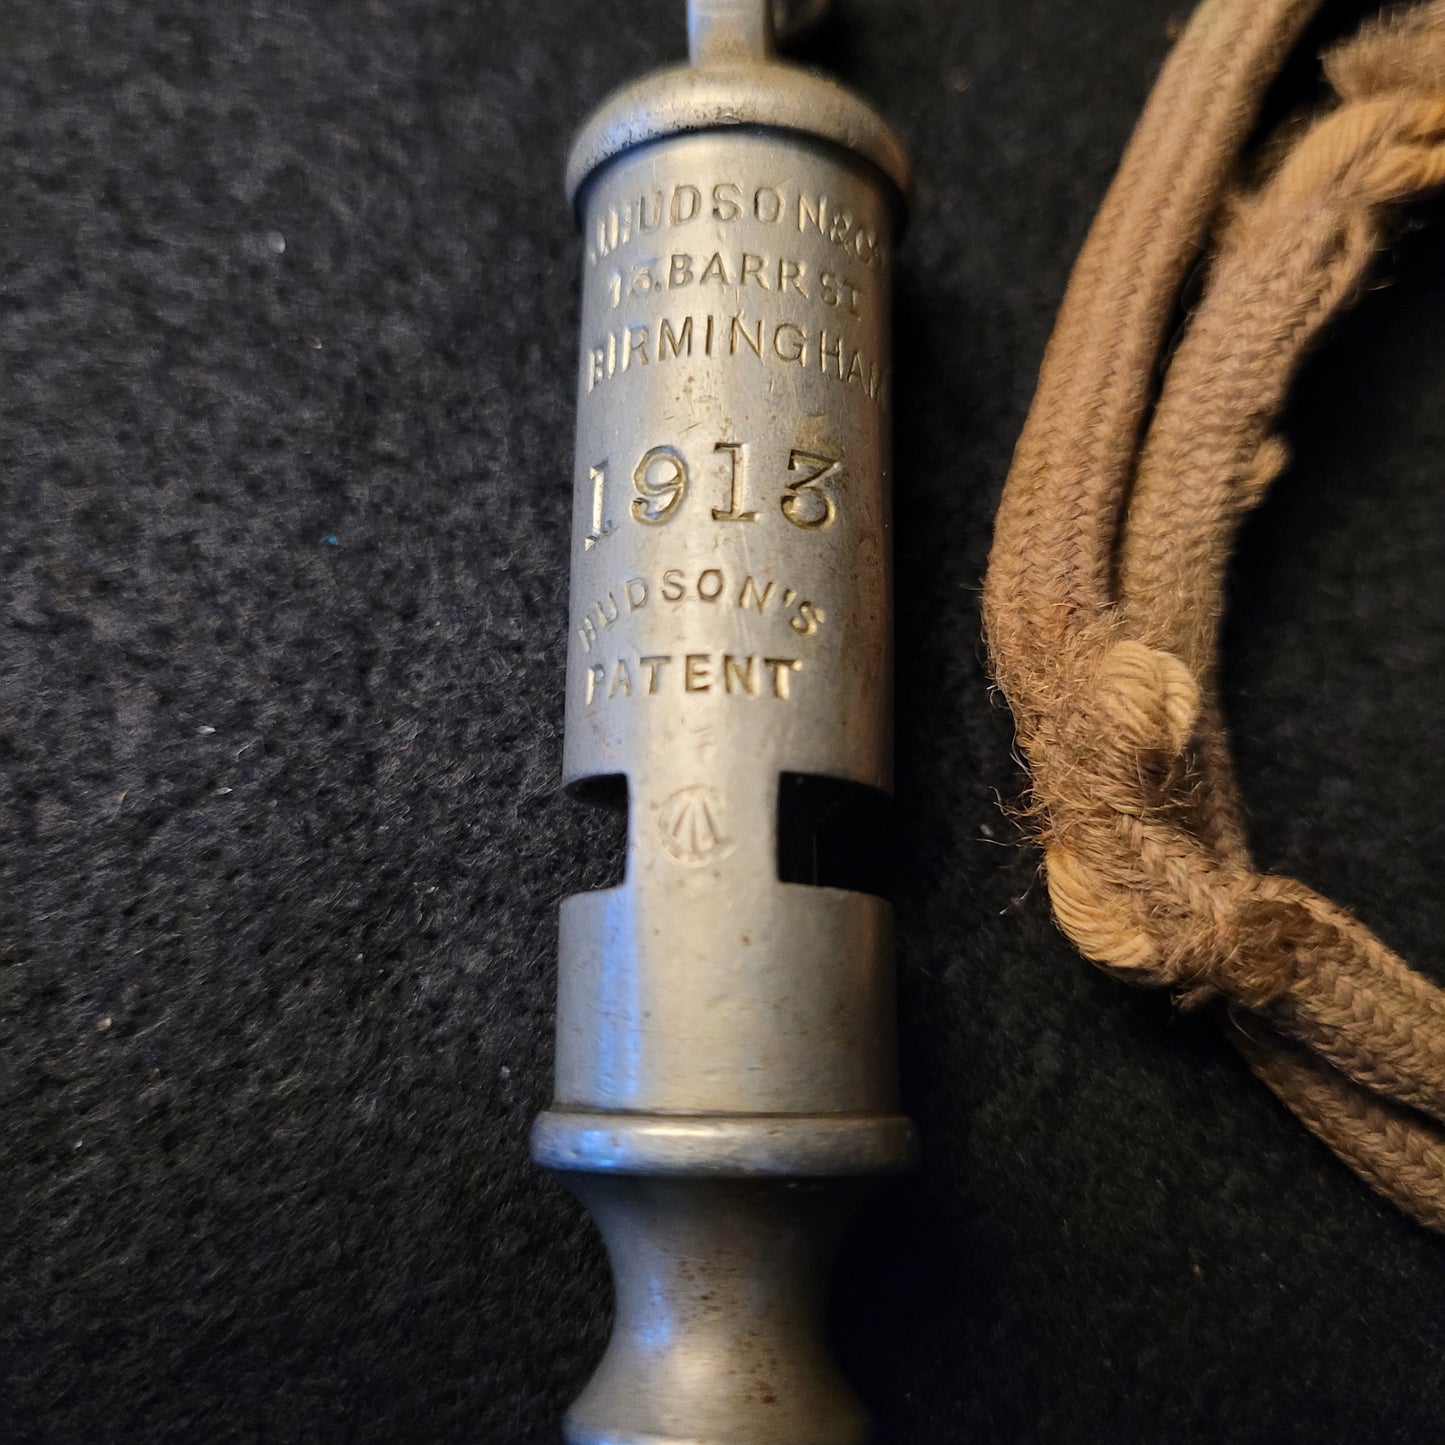 J.HUDSON&Co
13.BARR ST
BIRMINGHAM
1913
HUDSON'S
PATENT